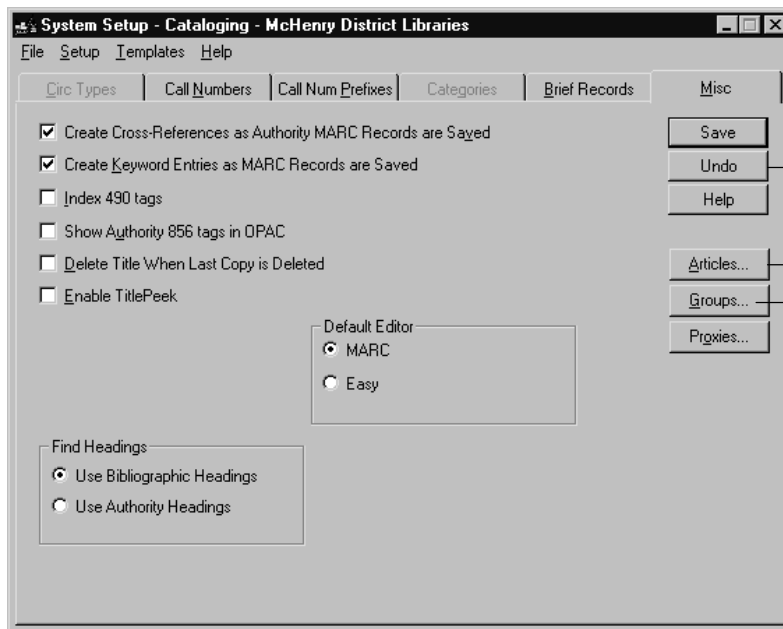 System Setup - Cataloging - McHenry District Libraries
File Setup Templates Help
Circ Types Call Numbers Call Num Prefixes Categories Brief Records Misc
Create Cross-References as Authority MARC Records are Saved
Save
Create Keyword Entries as MARC Records are Saved
Undo
Index 490 tags
Help
Show Authority 856 tags in OPAC
Delete Title When Last Copy is Deleted
Articles...
Enable TitlePeek
Groups...
Default Editor
Proxies...
MARC
Easy
Find Headings
Use Bibliographic Headings
Use Authority Headings